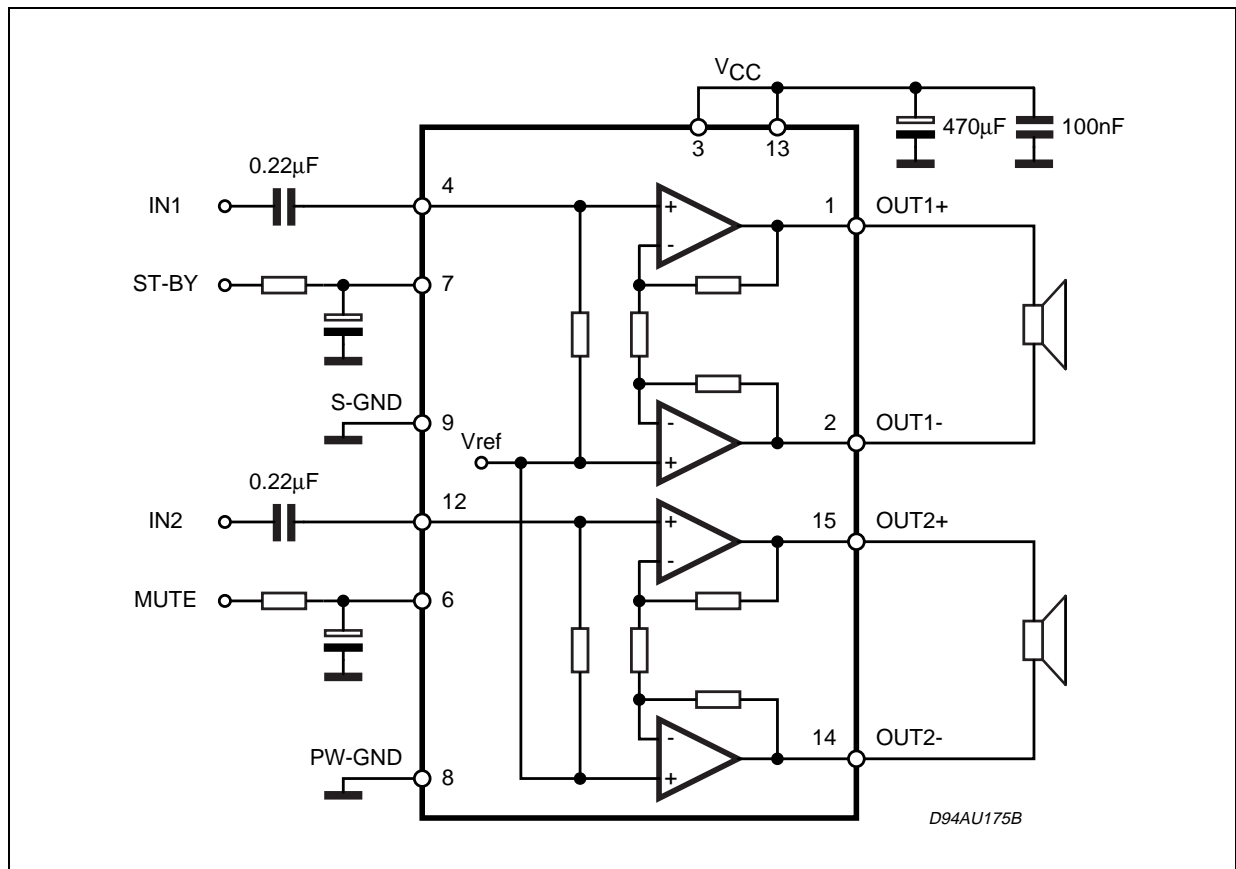 VCC
470µF
100nF
3
13
0.22µF
IN1
4
+
-
1
OUT1+
ST-BY
7
S-GND
9
Vref
-
+
2
OUT1-
0.22µF
IN2
12
+
-
15
OUT2+
MUTE
6
PW-GND
8
-
+
14
OUT2-
D94AU175B